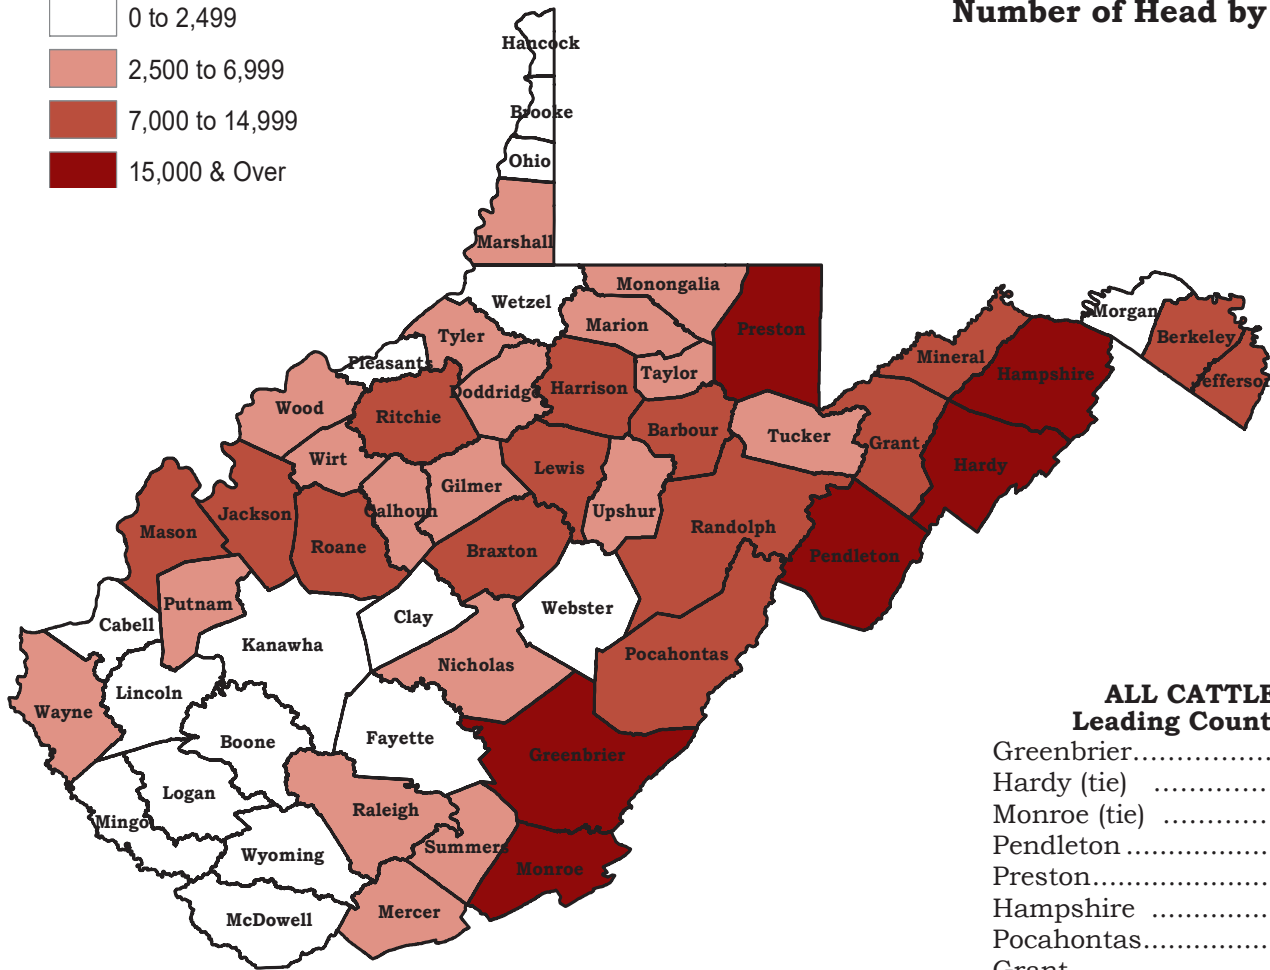 0 to 2,499
2,500 to 6,999
7,000 to 14,999
15,000 & Over
Number of Head by
Hancock
Brooke
Ohio
Marshall
Wetzel
Monongalia
Preston
Marion
Tyler
Pleasants
Taylor
Doddridge
Harrison
Ritchie
Wood
Mineral
Hampshire
Morgan
Berkeley
Jefferson
Barbour
Tucker
Grant
Hardy
Wirt
Lewis
Gilmer
Calhoun
Upshur
Randolph
Jackson
Mason
Roane
Braxton
Pendleton
Putnam
Clay
Webster
Cabell
Kanawha
Nicholas
Pocahontas
Lincoln
Wayne
Boone
Fayette
Greenbrier
Logan
Mingo
Raleigh
Wyoming
Summers
Monroe
McDowell
Mercer
ALL CATTLE
Leading Count
Greenbrier...............
Hardy (tie) .............
Monroe (tie) ............
Pendleton ................
Preston....................
Hampshire .............
Pocahontas..............
Grant